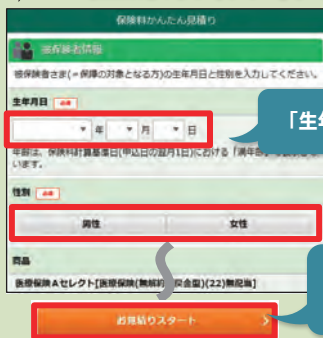 保険料かんたん見積り
被保険者情報
被保険者さま(=保障の対象となる方)の生年月日と性別を入力してください。
生年月日 必須
年 月 日
「生年
年齢は、保険料計算基準日(申込日の翌月1日)における「満年
います。
性別 必須
男性 女性
商品
医療保険Aセレクト[医療保険(無解約 戻金型)(22)無配当]
お見積りスタート